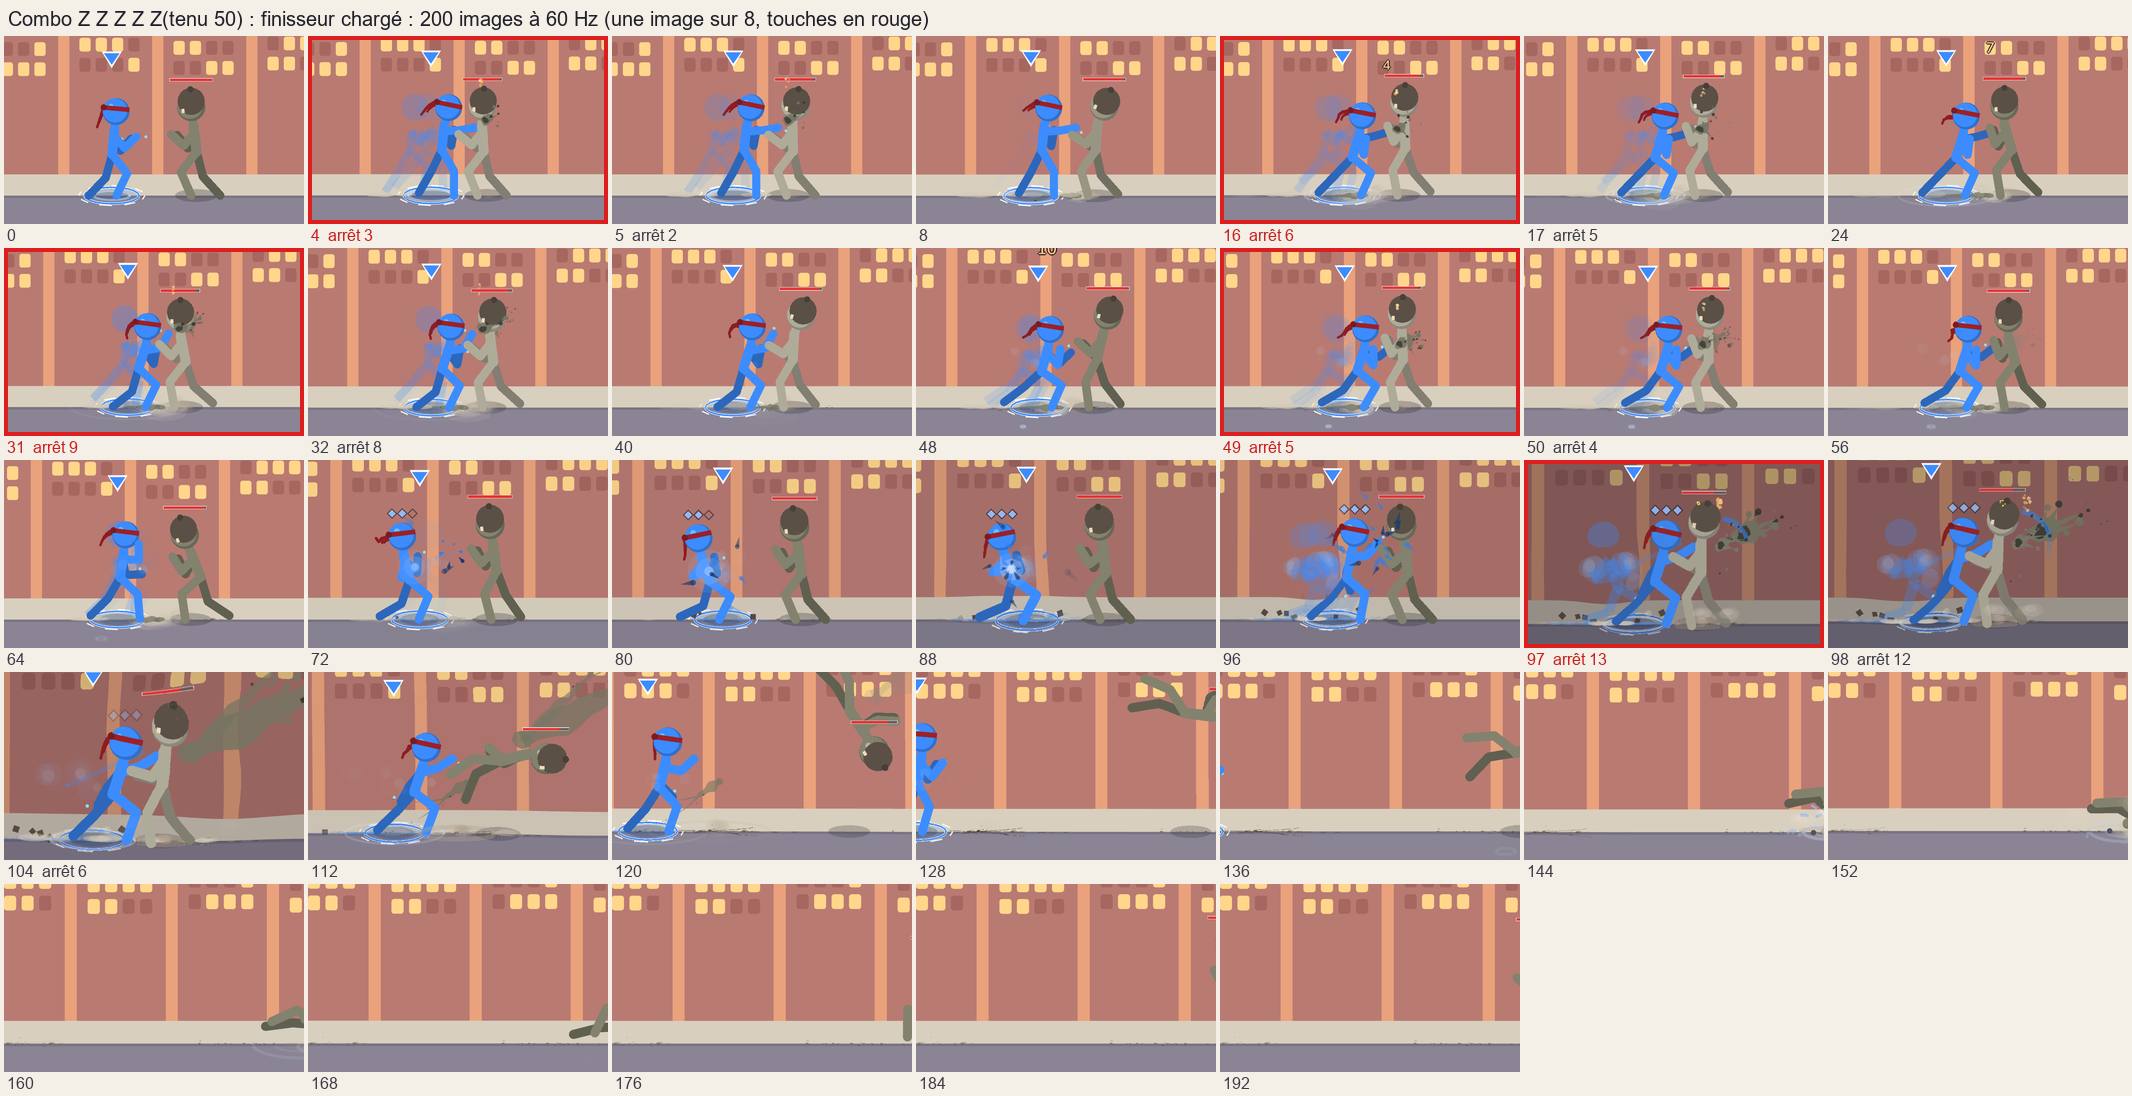 Combo Z Z Z Z Z(tenu 50) : finisseur chargé : 200 images à 60 Hz (une image sur 8, touches en rouge)
4
7
0
4 arrêt 3
5 arrêt 2
8
16 arrêt 6
17 arrêt 5
24
10
31 arrêt 9
32 arrêt 8
40
48
49 arrêt 5
50 arrêt 4
56
64
72
80
88
96
97 arrêt 13
98 arrêt 12
104 arrêt 6
112
120
128
136
144
152
160
168
176
184
192